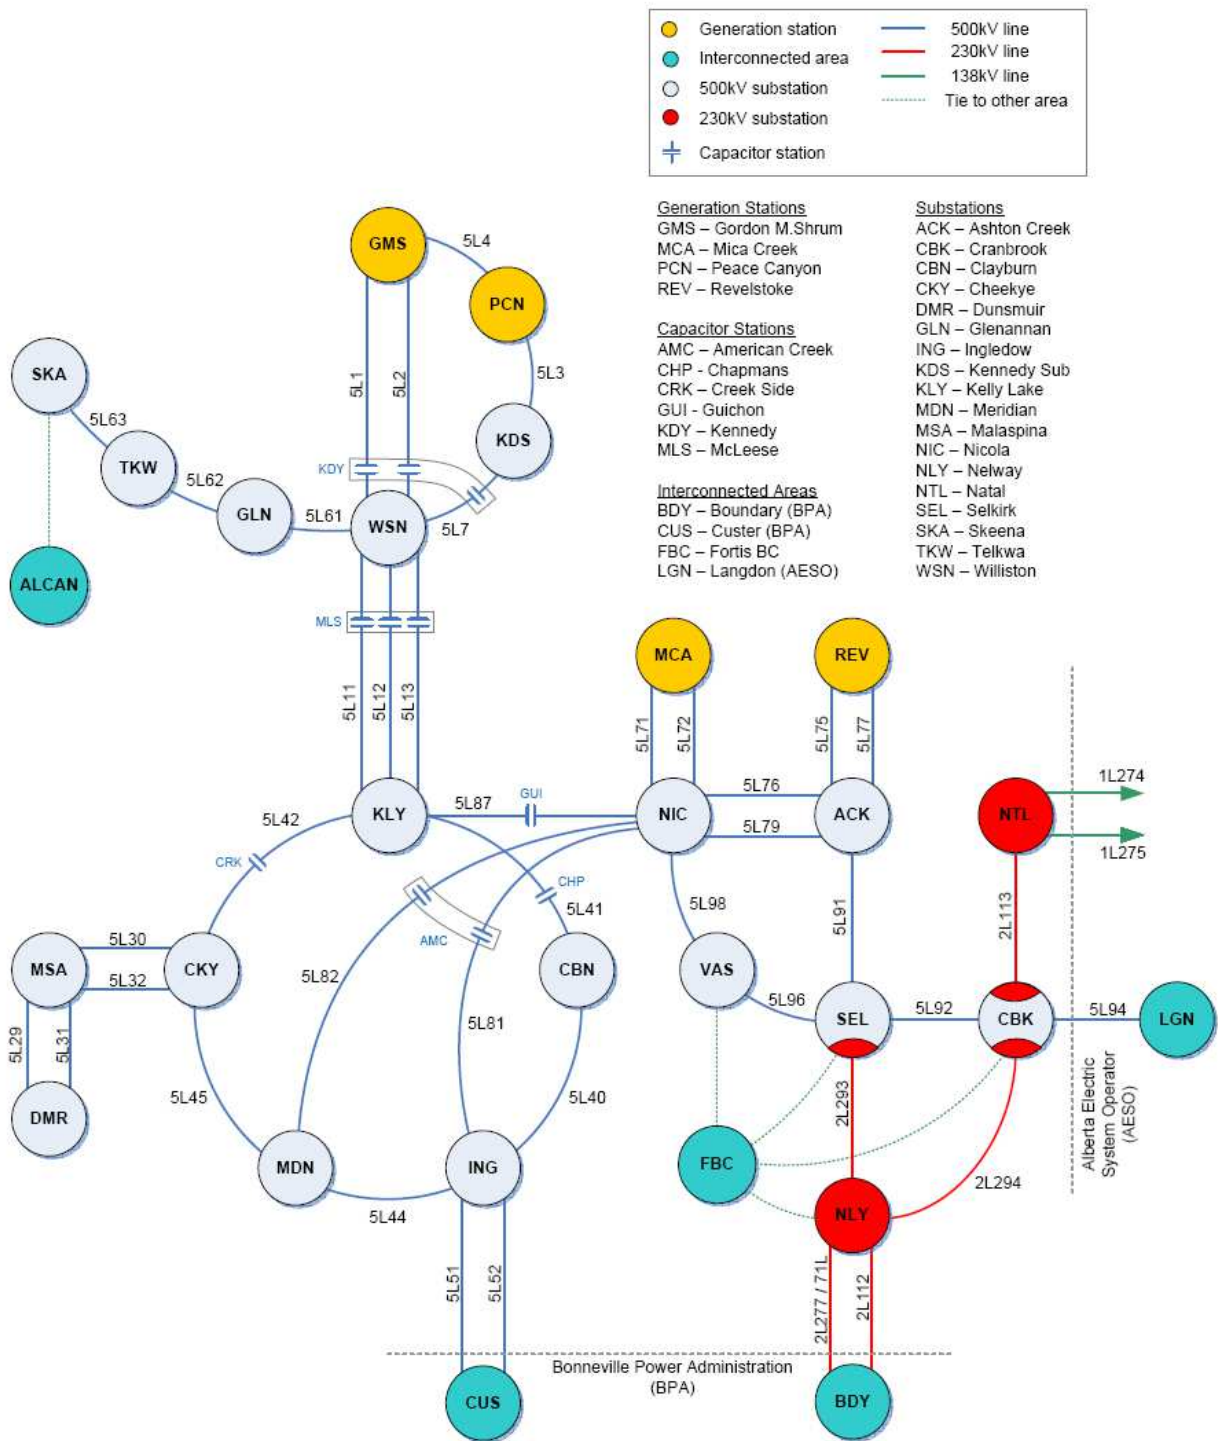 Generation station
Interconnected area
500kV substation
230kV substation
Capacitor station
500kV line
230kV line
138kV line
Tie to other area
Generation Stations
GMS – Gordon M.Shrum
MCA – Mica Creek
PCN – Peace Canyon
REV – Revelstoke
Capacitor Stations
AMC – American Creek
CHP – Chapmans
CRK – Creek Side
GUI - Guichon
KDY – Kennedy
MLS – McLeese
Interconnected Areas
BDY – Boundary (BPA)
CUS – Custer (BPA)
FBC – Fortis BC
LGN – Langdon (AESO)
Substations
ACK – Ashton Creek
CBK – Cranbrook
CBN – Clayburn
CKY – Cheekye
DMR – Dunsmuir
GLN – Glenannan
ING – Ingledow
KDS – Kennedy Sub
KLY – Kelly Lake
MDN – Meridian
MSA – Malaspina
NIC – Nicola
NLY – Nelway
NTL – Natal
SEL – Selkirk
SKA – Skeena
TKW – Telkwa
WSN – Williston
GMS
5L4
PCN
5L1
5L2
5L3
SKA
5L63
TKW
5L62
GLN
5L61
KDY
WSN
5L7
KDS
ALCAN
MLS
5L11
5L12
5L13
MCA
REV
5L71
5L72
5L75
5L77
KLY
5L87
GUI
NIC
5L76
5L79
ACK
NTL
1L274
1L275
5L42
CRK
CHP
5L41
AMC
5L98
5L91
2L113
MSA
5L30
5L32
CKY
5L82
5L81
CBN
VAS
5L96
SEL
5L92
CBK
5L94
LGN
5L29
5L31
DMR
5L45
5L40
2L293
MDN
5L44
ING
FBC
NLY
2L294
Alberta Electric
System Operator
(AESO)
5L51
5L52
2L277 / 71L
2L112
Bonneville Power Administration
(BPA)
CUS
BDY